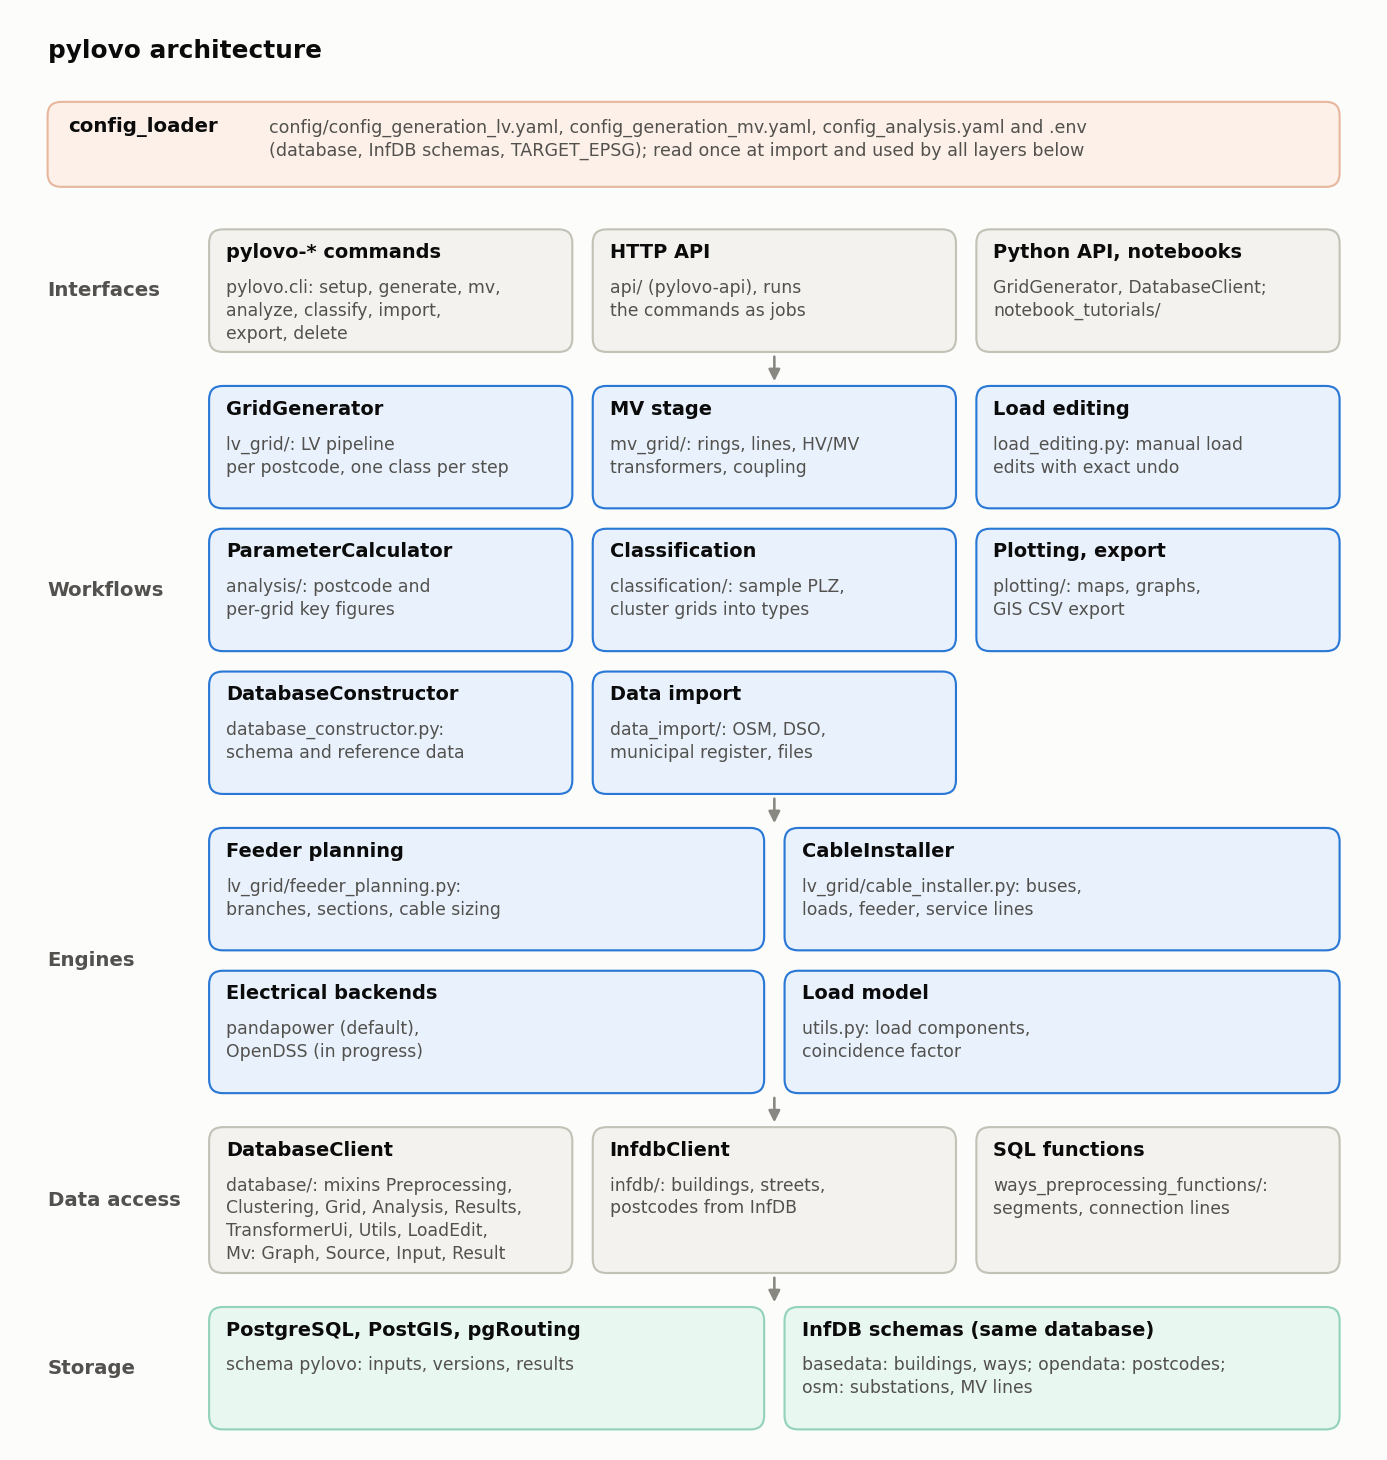 pylovo architecture
config_loader
config/config_generation_lv.yaml, config_generation_mv.yaml, config_analysis.yaml and .env
(database, InfDB schemas, TARGET_EPSG); read once at import and used by all layers below
Interfaces
pylovo-* commands
pylovo.cli: setup, generate, mv,
analyze, classify, import,
export, delete
HTTP API
api/ (pylovo-api), runs
the commands as jobs
Python API, notebooks
GridGenerator, DatabaseClient;
notebook_tutorials/
Workflows
GridGenerator
lv_grid/: LV pipeline
per postcode, one class per step
MV stage
mv_grid/: rings, lines, HV/MV
transformers, coupling
Load editing
load_editing.py: manual load
edits with exact undo
ParameterCalculator
analysis/: postcode and
per-grid key figures
Classification
classification/: sample PLZ,
cluster grids into types
Plotting, export
plotting/: maps, graphs,
GIS CSV export
DatabaseConstructor
database_constructor.py:
schema and reference data
Data import
data_import/: OSM, DSO,
municipal register, files
Engines
Feeder planning
lv_grid/feeder_planning.py:
branches, sections, cable sizing
CableInstaller
lv_grid/cable_installer.py: buses,
loads, feeder, service lines
Electrical backends
pandapower (default),
OpenDSS (in progress)
Load model
utils.py: load components,
coincidence factor
Data access
DatabaseClient
database/: mixins Preprocessing,
Clustering, Grid, Analysis, Results,
TransformerUi, Utils, LoadEdit,
Mv: Graph, Source, Input, Result
InfdbClient
infdb/: buildings, streets,
postcodes from InfDB
SQL functions
ways_preprocessing_functions/:
segments, connection lines
Storage
PostgreSQL, PostGIS, pgRouting
schema pylovo: inputs, versions, results
InfDB schemas (same database)
basedata: buildings, ways; opendata: postcodes;
osm: substations, MV lines